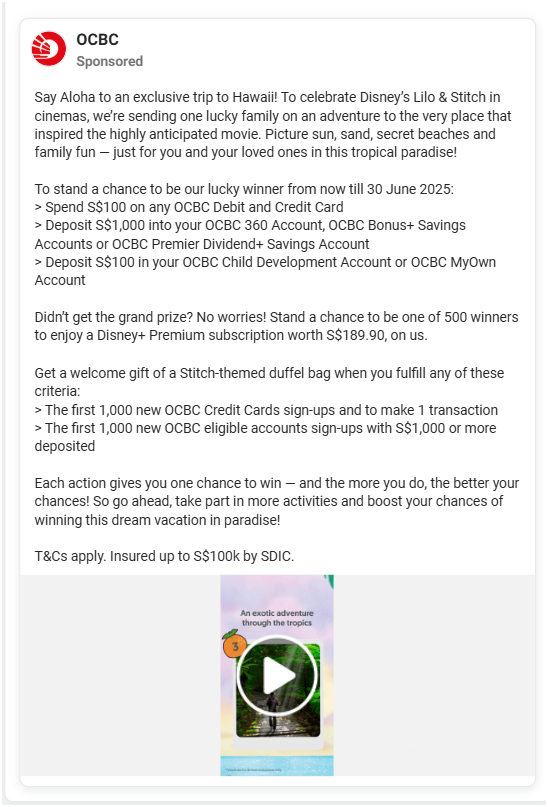 OCBC
Sponsored
Say Aloha to an exclusive trip to Hawaii! To celebrate Disney’s Lilo & Stitch in
cinemas, we’re sending one lucky family on an adventure to the very place that
inspired the highly anticipated movie. Picture sun, sand, secret beaches and
family fun — just for you and your loved ones in this tropical paradise!
To stand a chance to be our lucky winner from now till 30 June 2025:
> Spend S$100 on any OCBC Debit and Credit Card
> Deposit S$1,000 into your OCBC 360 Account, OCBC Bonus+ Savings
Accounts or OCBC Premier Dividend+ Savings Account
> Deposit S$100 in your OCBC Child Development Account or OCBC MyOwn
Account
Didn’t get the grand prize? No worries! Stand a chance to be one of 500 winners
to enjoy a Disney+ Premium subscription worth S$189.90, on us.
Get a welcome gift of a Stitch-themed duffel bag when you fulfill any of these
criteria:
> The first 1,000 new OCBC Credit Cards sign-ups and to make 1 transaction
> The first 1,000 new OCBC eligible accounts sign-ups with S$1,000 or more
deposited
Each action gives you one chance to win — and the more you do, the better your
chances! So go ahead, take part in more activities and boost your chances of
winning this dream vacation in paradise!
T&Cs apply. Insured up to S$100k by SDIC.
An exotic adventure
through the tropics
3